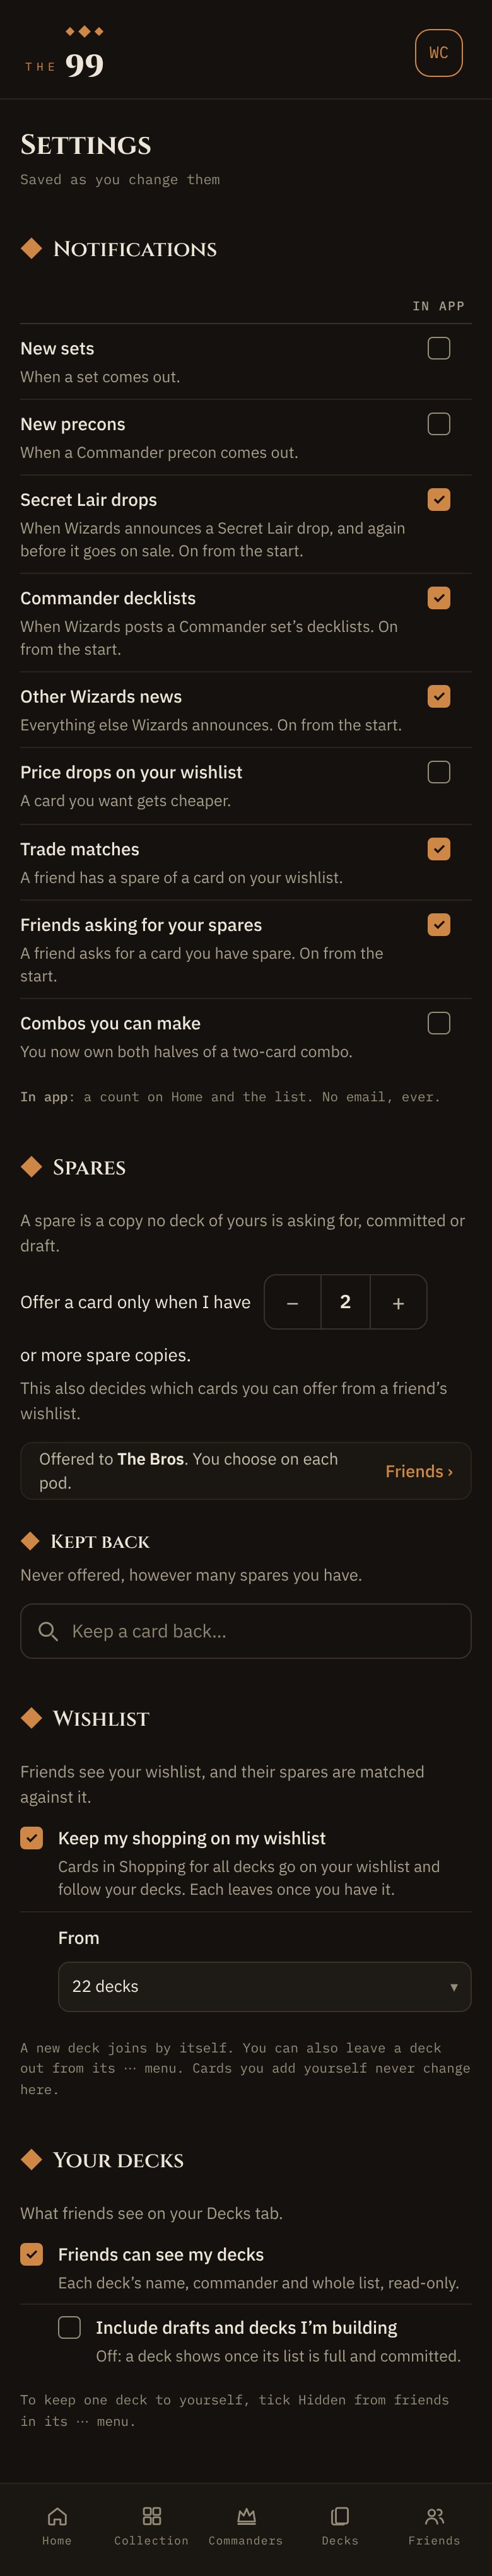 THE 99
WC
Settings
Saved as you change them
Notifications
IN APP
New sets
When a set comes out.
New precons
When a Commander precon comes out.
Secret Lair drops
When Wizards announces a Secret Lair drop, and again
before it goes on sale. On from the start.
Commander decklists
When Wizards posts a Commander set’s decklists. On
from the start.
Other Wizards news
Everything else Wizards announces. On from the start.
Price drops on your wishlist
A card you want gets cheaper.
Trade matches
A friend has a spare of a card on your wishlist.
Friends asking for your spares
A friend asks for a card you have spare. On from the
start.
Combos you can make
You now own both halves of a two-card combo.
In app: a count on Home and the list. No email, ever.
Spares
A spare is a copy no deck of yours is asking for, committed or
draft.
Offer a card only when I have − 2 +
or more spare copies.
This also decides which cards you can offer from a friend’s
wishlist.
Offered to The Bros. You choose on each
pod.
Friends ›
Kept back
Never offered, however many spares you have.
Keep a card back…
Wishlist
Friends see your wishlist, and their spares are matched
against it.
Keep my shopping on my wishlist
Cards in Shopping for all decks go on your wishlist and
follow your decks. Each leaves once you have it.
From
22 decks ▾
A new deck joins by itself. You can also leave a deck
out from its ⋯ menu. Cards you add yourself never change
here.
Your decks
What friends see on your Decks tab.
Friends can see my decks
Each deck’s name, commander and whole list, read-only.
Include drafts and decks I’m building
Off: a deck shows once its list is full and committed.
To keep one deck to yourself, tick Hidden from friends
in its ⋯ menu.
Home Collection Commanders Decks Friends